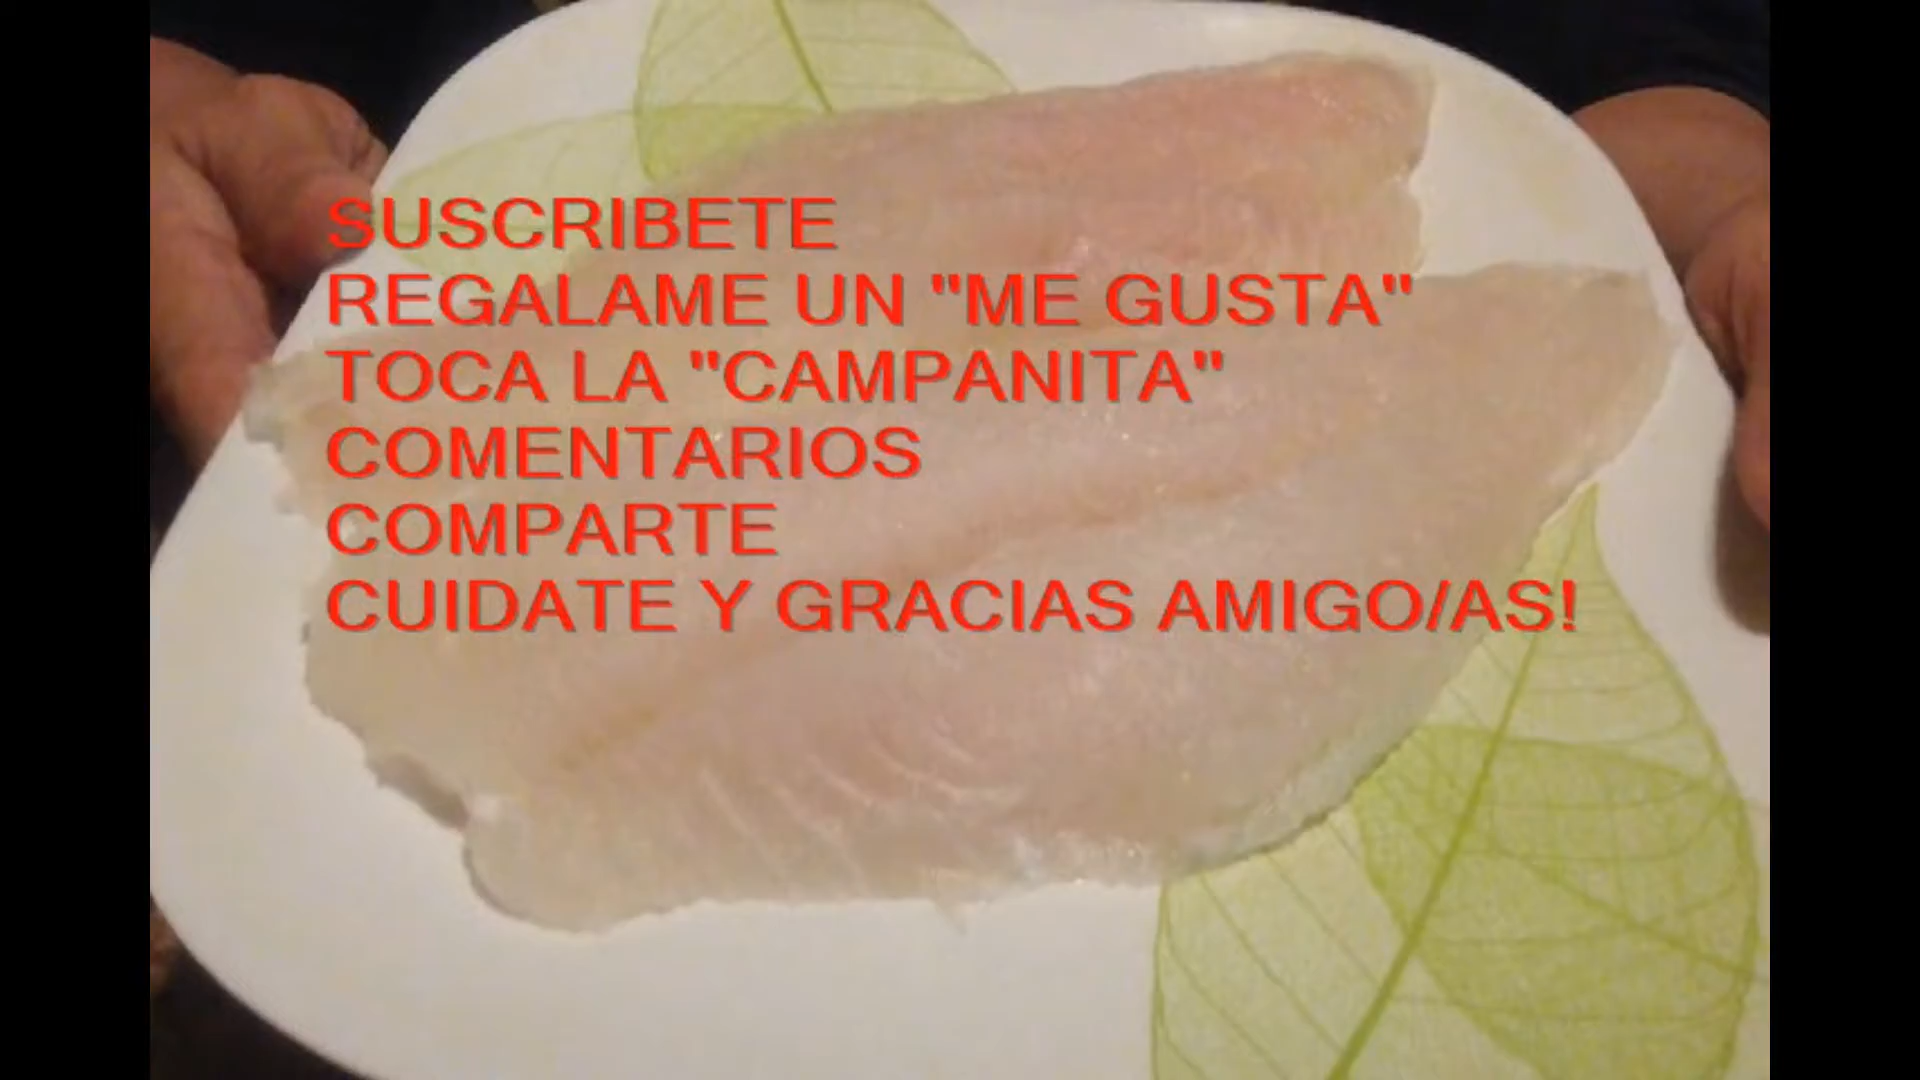 SUSCRIBETE
REGALAME UN "ME GUSTA"
TOCA LA "CAMPANITA"
COMENTARIOS
COMPARTE
CUIDATE Y GRACIAS AMIGO/AS!